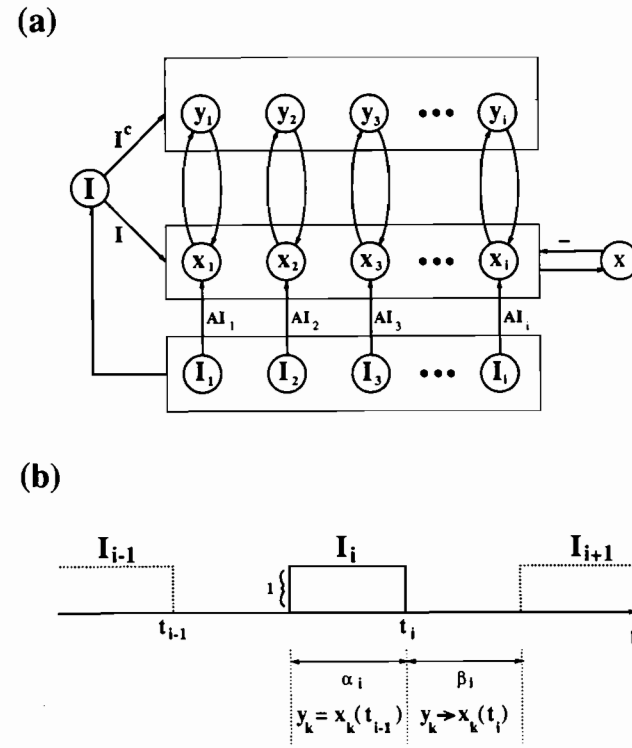 (a)
y₁ y₂ y₃ ••• yᵢ
Iᶜ
I
I
x₁ x₂ x₃ ••• xᵢ − x
AI₁ AI₂ AI₃ AIᵢ
I₁ I₂ I₃ ••• Iᵢ
(b)
Iᵢ₋₁ Iᵢ Iᵢ₊₁
1 {
tᵢ₋₁ tᵢ
αᵢ βᵢ
yₖ = xₖ(tᵢ₋₁) yₖ → xₖ(tᵢ)